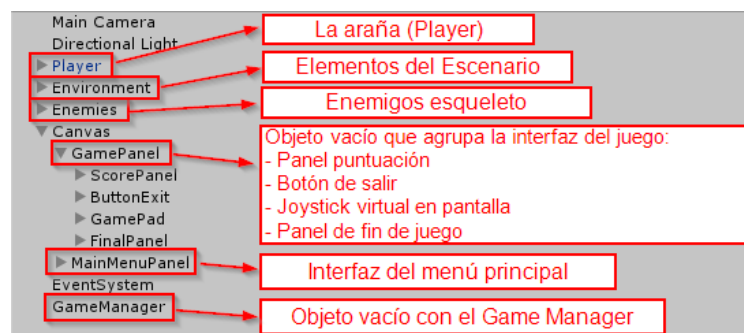 Main Camera
Directional Light
Player
Environment
Enemies
Canvas
GamePanel
ScorePanel
ButtonExit
GamePad
FinalPanel
MainMenuPanel
EventSystem
GameManager
La araña (Player)
Elementos del Escenario
Enemigos esqueleto
Objeto vacío que agrupa la interfaz del juego:
- Panel puntuación
- Botón de salir
- Joystick virtual en pantalla
- Panel de fin de juego
Interfaz del menú principal
Objeto vacío con el Game Manager